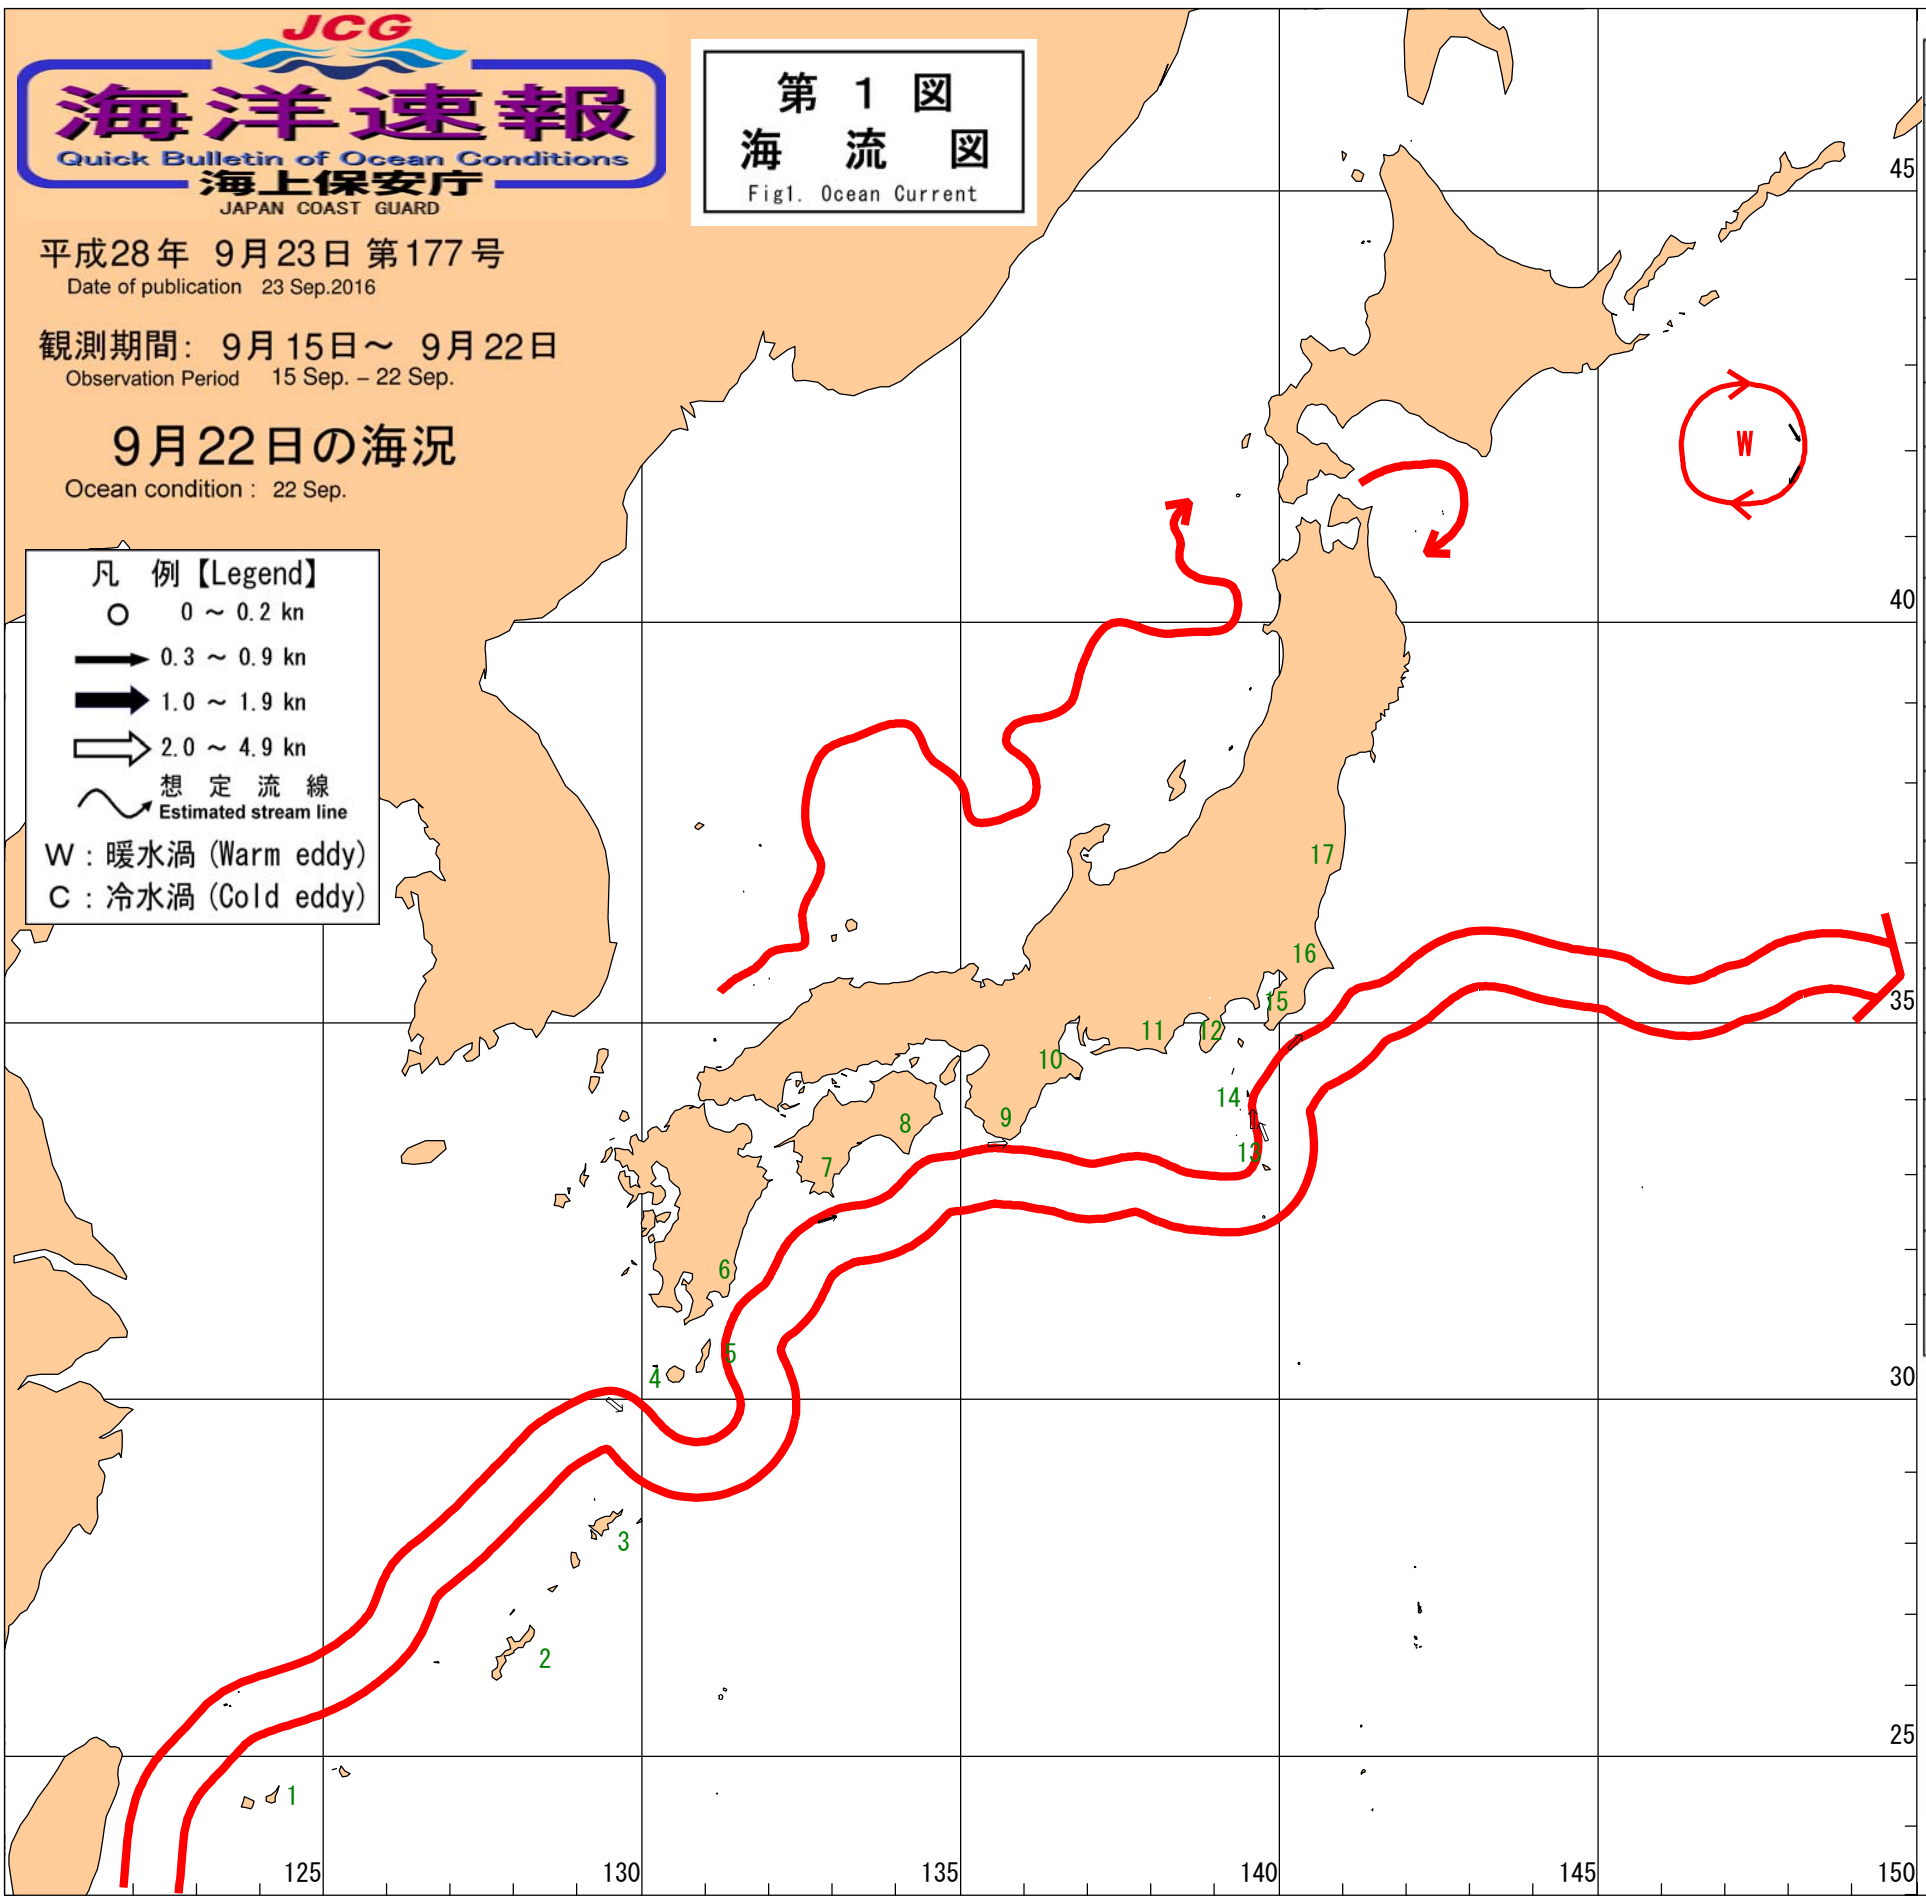 JCG
海洋速報
Quick Bulletin of Ocean Conditions
海上保安庁
JAPAN COAST GUARD
第 1 図
海 流 図
Fig1. Ocean Current
平成28年 9月23日 第177号
Date of publication 23 Sep.2016
観測期間: 9月15日～ 9月22日
Observation Period 15 Sep. – 22 Sep.
9月22日の海況
Ocean condition : 22 Sep.
凡 例【Legend】
0 ～ 0.2 kn
0.3 ～ 0.9 kn
1.0 ～ 1.9 kn
2.0 ～ 4.9 kn
想 定 流 線
Estimated stream line
W : 暖水渦 (Warm eddy)
C : 冷水渦 (Cold eddy)
45
W
40
17
16
15
35
11
12
10
14
9
8
13
7
6
5
4
30
3
2
25
1
125
130
135
140
145
150